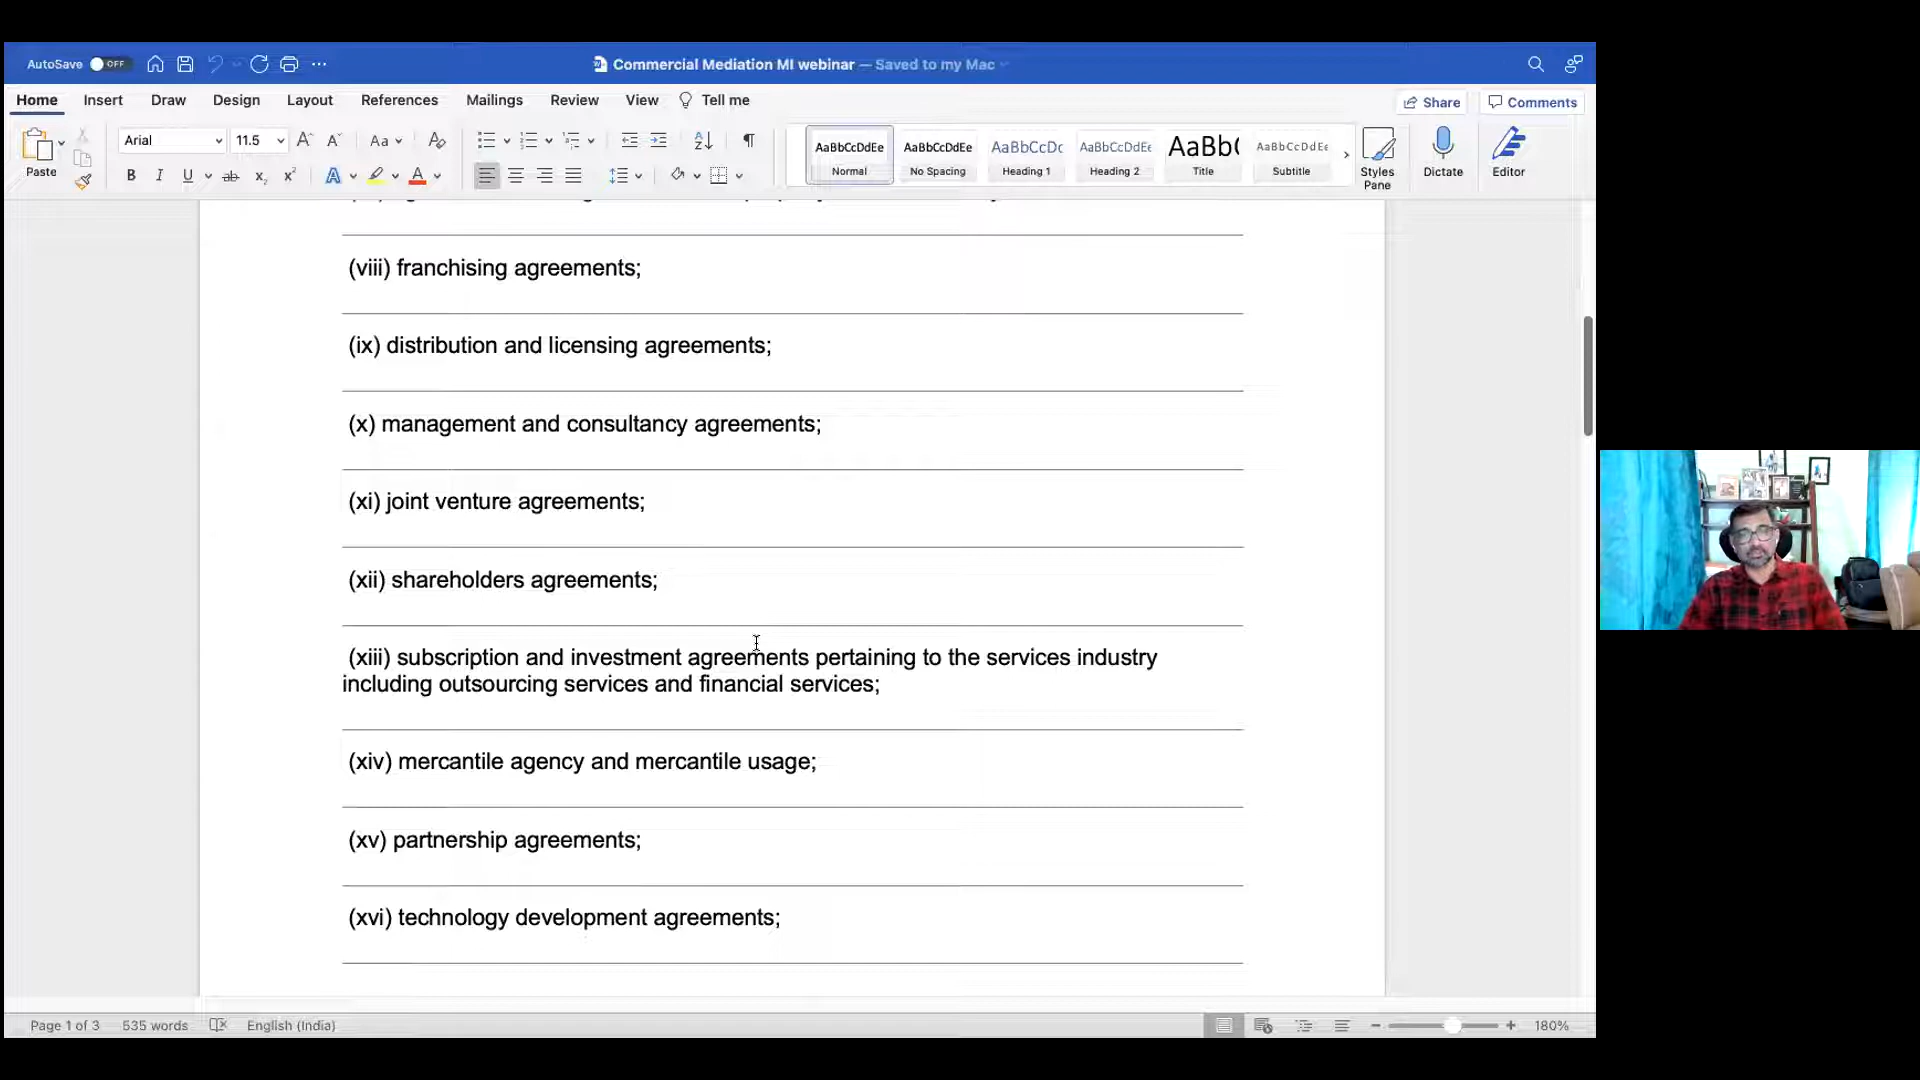 AutoSave OFF
Commercial Mediation MI webinar — Saved to my Mac
Home Insert Draw Design Layout References Mailings Review View Tell me
Share Comments
Paste
Arial 11.5
Aa
B I U ab x₂ x² A A
AaBbCcDdEe AaBbCcDdEe AaBbCcDc AaBbCcDdEe AaBb( AaBbCcDdEe
Normal No Spacing Heading 1 Heading 2 Title Subtitle
Styles Pane
Dictate
Editor
(viii) franchising agreements;
(ix) distribution and licensing agreements;
(x) management and consultancy agreements;
(xi) joint venture agreements;
(xii) shareholders agreements;
(xiii) subscription and investment agreements pertaining to the services industry
including outsourcing services and financial services;
(xiv) mercantile agency and mercantile usage;
(xv) partnership agreements;
(xvi) technology development agreements;
Page 1 of 3 535 words English (India) 180%